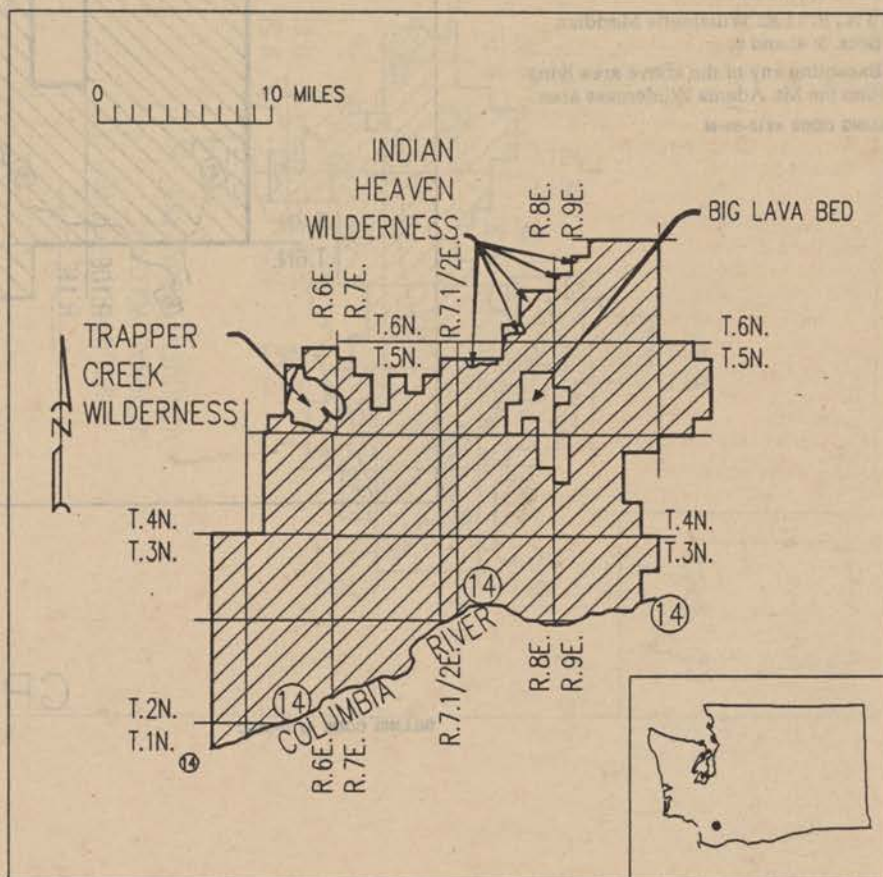 0 10 MILES
INDIAN
HEAVEN
WILDERNESS
R.8E.
R.9E.
BIG LAVA BED
R.6E.
R.7E.
R.7.1/2E.
T.6N.
T.5N.
T.6N.
T.5N.
TRAPPER
CREEK
WILDERNESS
N
T.4N.
T.3N.
T.4N.
T.3N.
14
14
RIVER
R.8E.
R.9E.
14
COLUMBIA
R.7.1/2E.
T.2N.
T.1N.
14
R.6E.
R.7E.